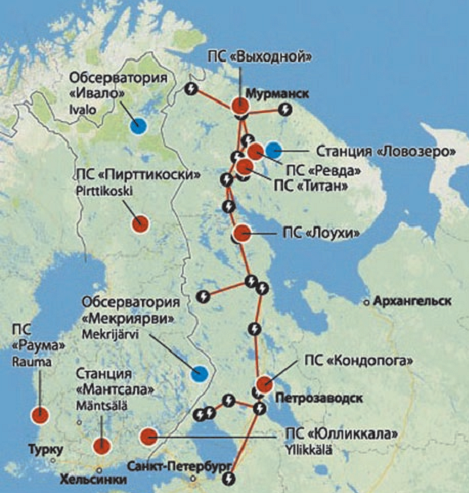 ПС «Выходной»
Обсерватория
«Ивало»
Ivalo
Мурманск
Станция «Ловозеро»
ПС «Ревда»
ПС «Титан»
ПС «Пирттикоски»
Pirttikoski
ПС «Лоухи»
Обсерватория
«Мекриярви»
Mekrijärvi
Архангельск
ПС
«Раума»
Rauma
Станция
«Мантсала»
Mäntsälä
ПС «Кондопога»
Петрозаводск
ПС «Юлликкала»
Yllikkälä
Турку
Хельсинки
Санкт-Петербург